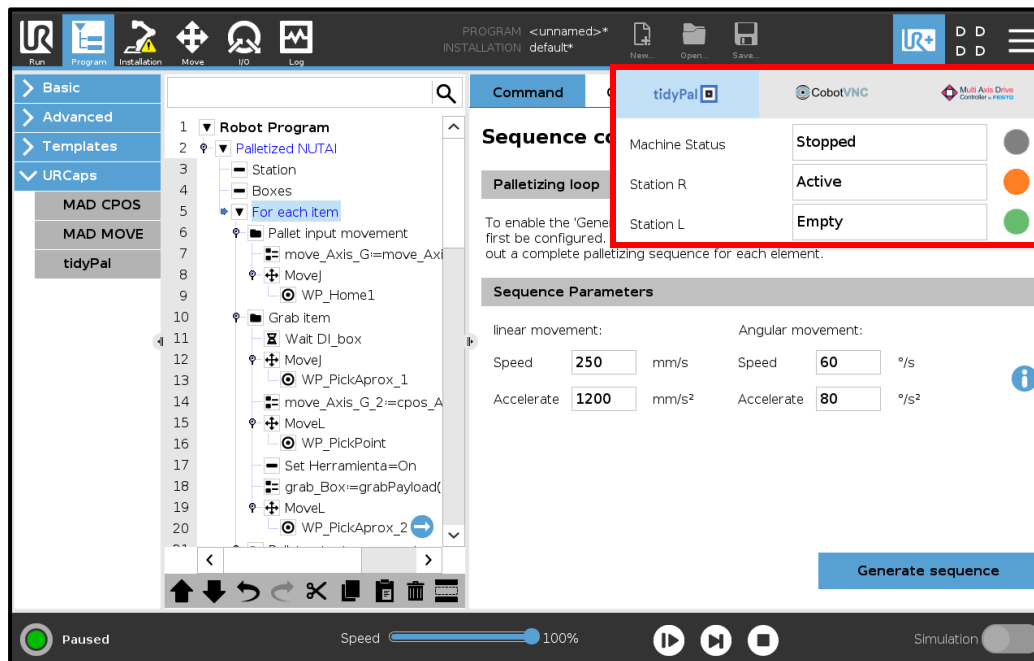 PROGRAM <unnamed>*
INSTALLATION default*
Run Program Installation Move I/O Log New... Open... Save...
UR+
D D
D D
Basic
Advanced
Templates
URCaps
MAD CPOS
MAD MOVE
tidyPal
1 Robot Program
2 Palletized NUTAI
3 Station
4 Boxes
5 For each item
6 Pallet input movement
7 move_Axis_G:=move_Axi
8 MoveJ
9 WP_Home1
10 Grab item
11 Wait DI_box
12 MoveJ
13 WP_PickAprox_1
14 move_Axis_G_2:=cpos_A
15 MoveL
16 WP_PickPoint
17 Set Herramienta=On
18 grab_Box:=grabPayload(
19 MoveL
20 WP_PickAprox_2
Command
tidyPal CobotVNC Multi Axis Drive
Controller by FESTO
Machine Status Stopped
Station R Active
Station L Empty
Sequence co
Palletizing loop
To enable the 'Gener
first be configured.
out a complete palletizing sequence for each element.
Sequence Parameters
linear movement: Angular movement:
Speed 250 mm/s Speed 60 °/s
Accelerate 1200 mm/s² Accelerate 80 °/s²
Generate sequence
Paused Speed 100% Simulation